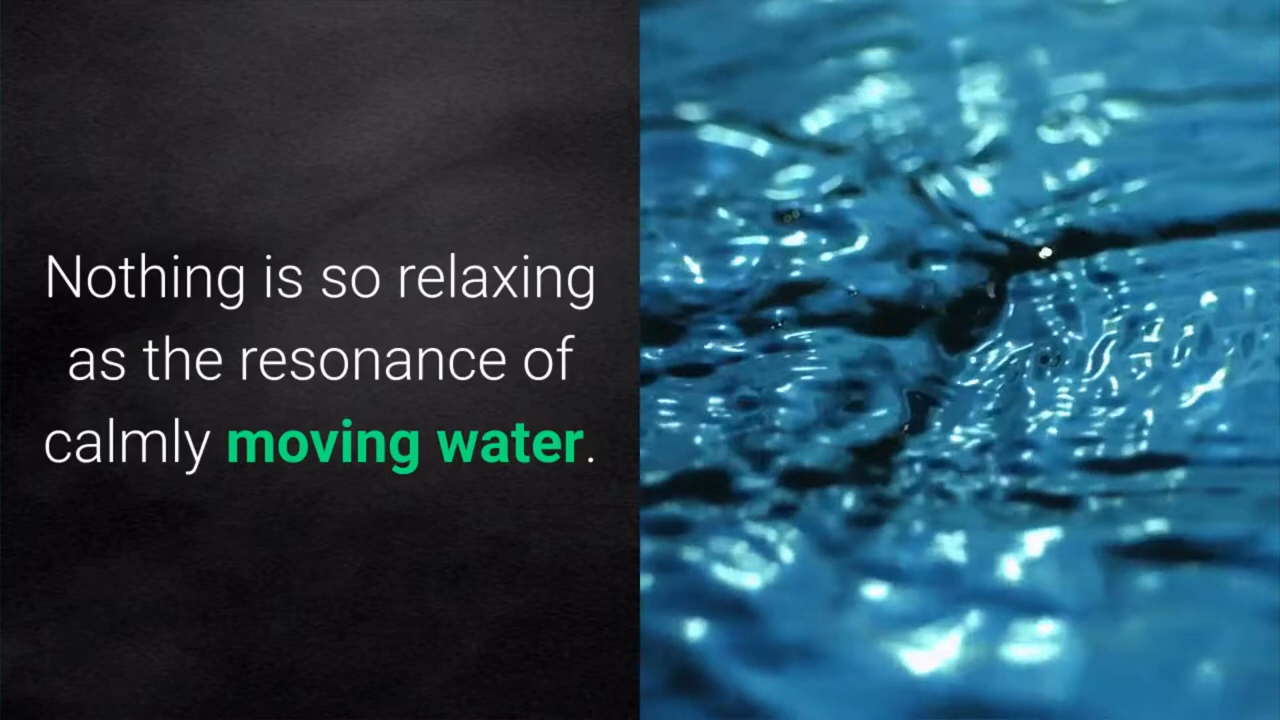 Nothing is so relaxing
as the resonance of
calmly moving water.